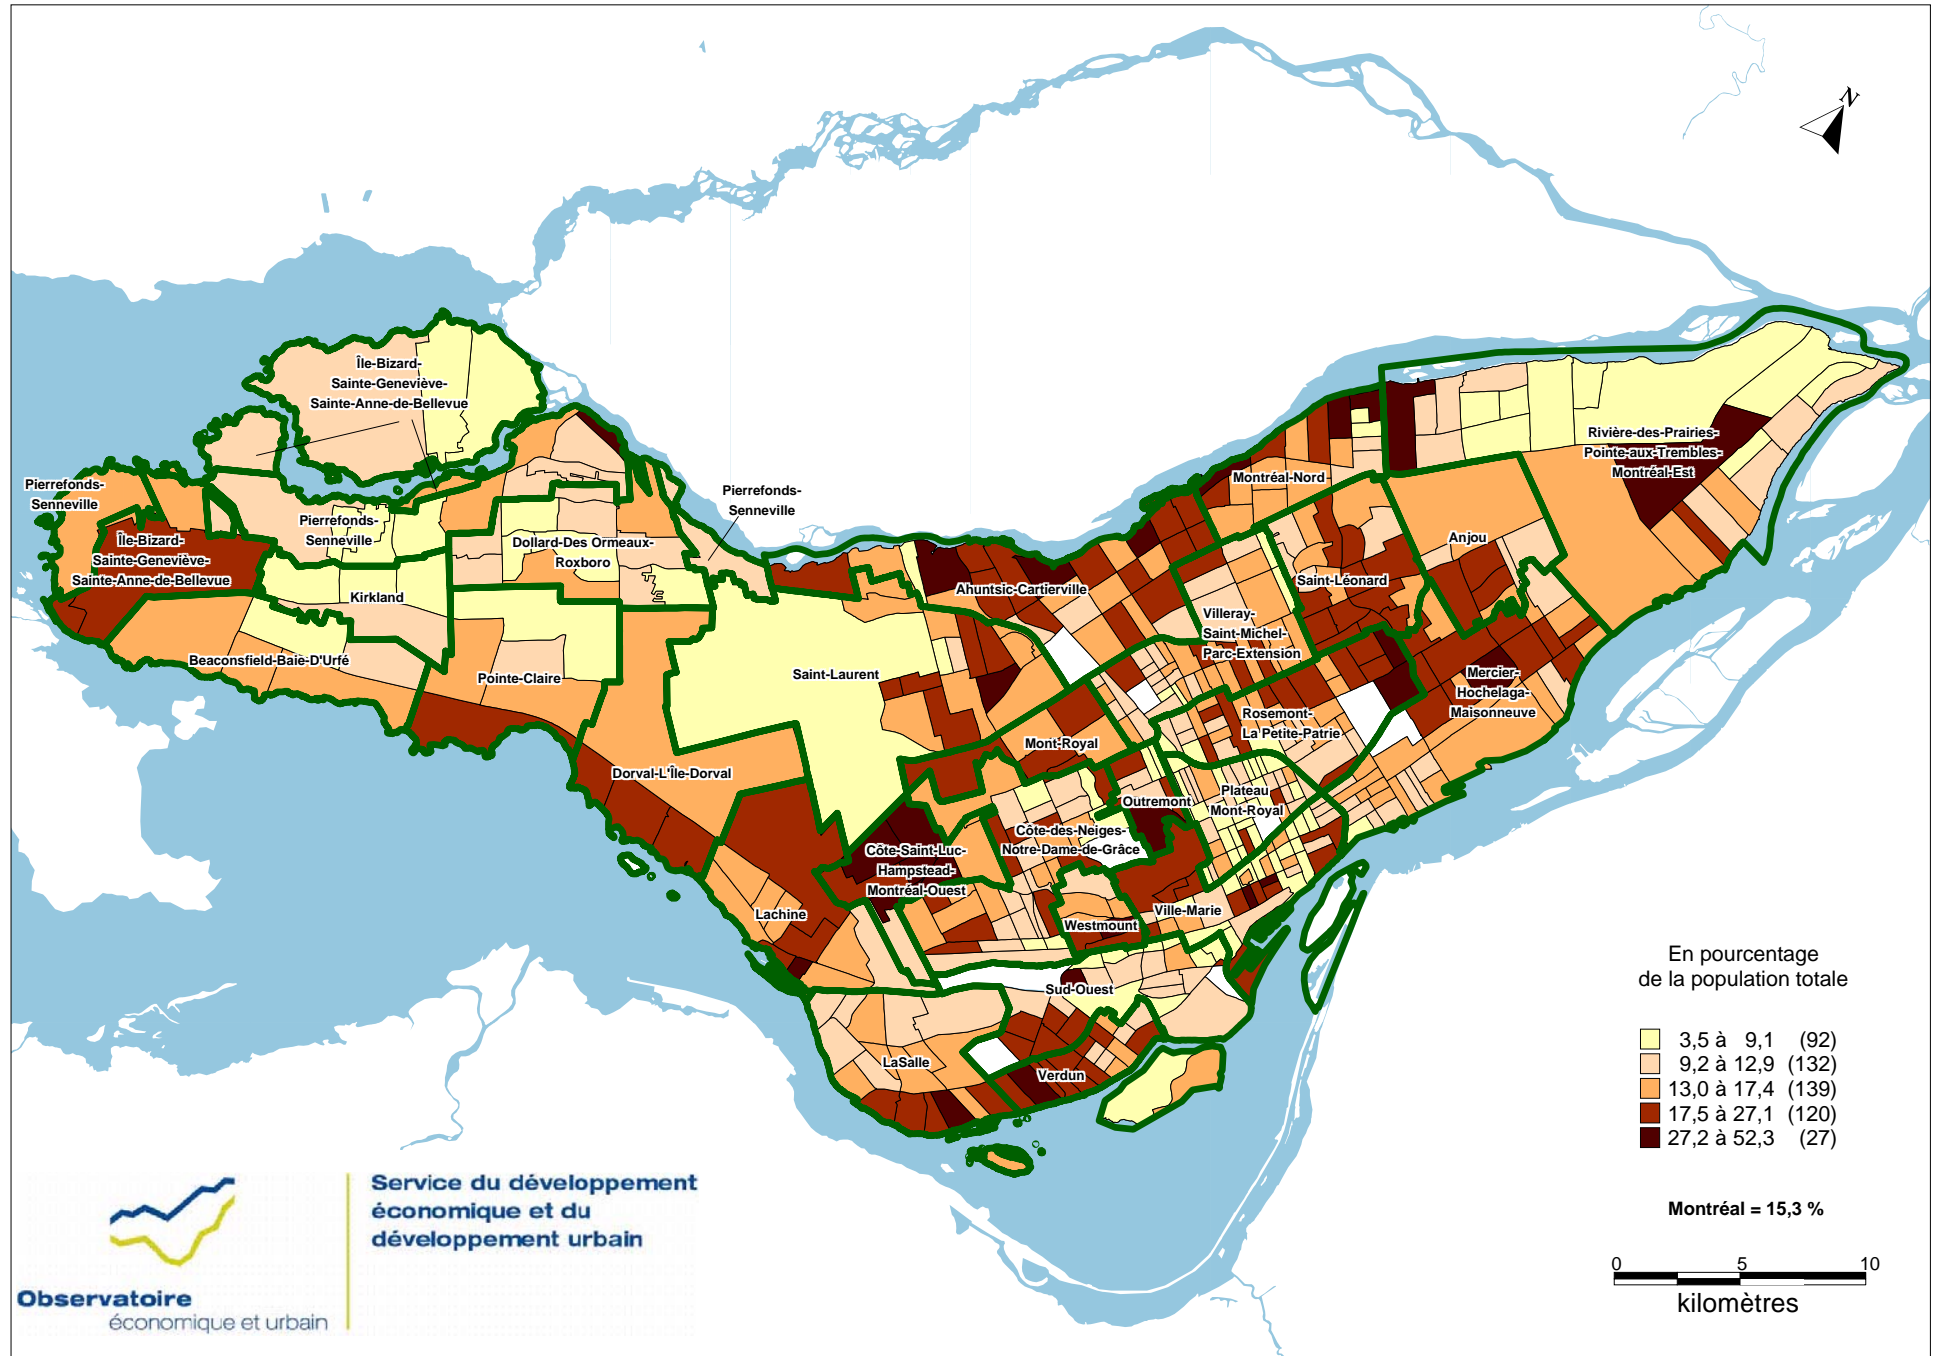 N
Île-Bizard-
Sainte-Geneviève-
Sainte-Anne-de-Bellevue
Pierrefonds-
Senneville
Île-Bizard-
Sainte-Geneviève-
Sainte-Anne-de-Bellevue
Pierrefonds-
Senneville
Kirkland
Beaconsfield-Baie-D'Urfé
Dollard-Des Ormeaux-
Roxboro
Pierrefonds-
Senneville
Pointe-Claire
Dorval-L'Île-Dorval
Saint-Laurent
Ahuntsic-Cartierville
Montréal-Nord
Rivière-des-Prairies-
Pointe-aux-Trembles-
Montréal-Est
Anjou
Saint-Léonard
Villeray-
Saint-Michel-
Parc-Extension
Mercier-
Hochelaga-
Maisonneuve
Rosemont-
La Petite-Patrie
Mont-Royal
Outremont
Plateau
Mont-Royal
Côte-des-Neiges-
Notre-Dame-de-Grâce
Côte-Saint-Luc-
Hampstead-
Montréal-Ouest
Lachine
Westmount
Ville-Marie
Sud-Ouest
LaSalle
Verdun
En pourcentage
de la population totale
3,5 à 9,1 (92)
9,2 à 12,9 (132)
13,0 à 17,4 (139)
17,5 à 27,1 (120)
27,2 à 52,3 (27)
Montréal = 15,3 %
0 5 10
kilomètres
Service du développement
économique et du
développement urbain
Observatoire
économique et urbain